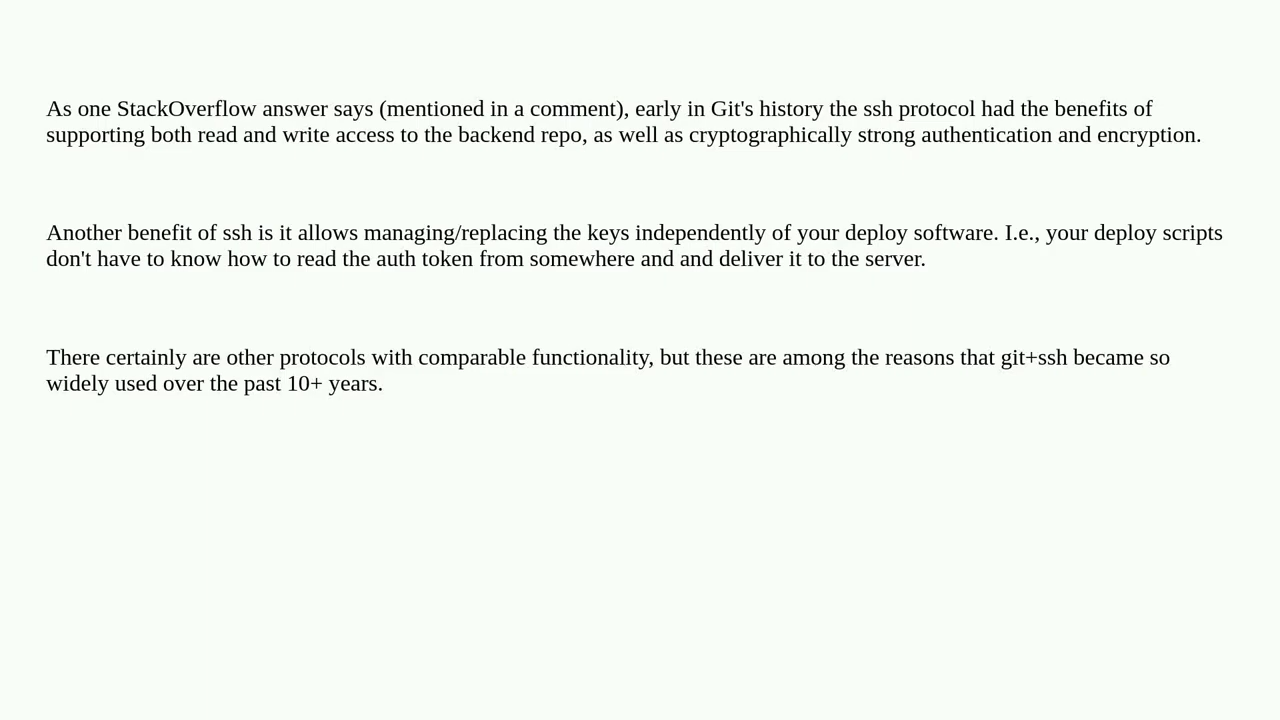 As one StackOverflow answer says (mentioned in a comment), early in Git's history the ssh protocol had the benefits of
supporting both read and write access to the backend repo, as well as cryptographically strong authentication and encryption.
Another benefit of ssh is it allows managing/replacing the keys independently of your deploy software. I.e., your deploy scripts
don't have to know how to read the auth token from somewhere and and deliver it to the server.
There certainly are other protocols with comparable functionality, but these are among the reasons that git+ssh became so
widely used over the past 10+ years.